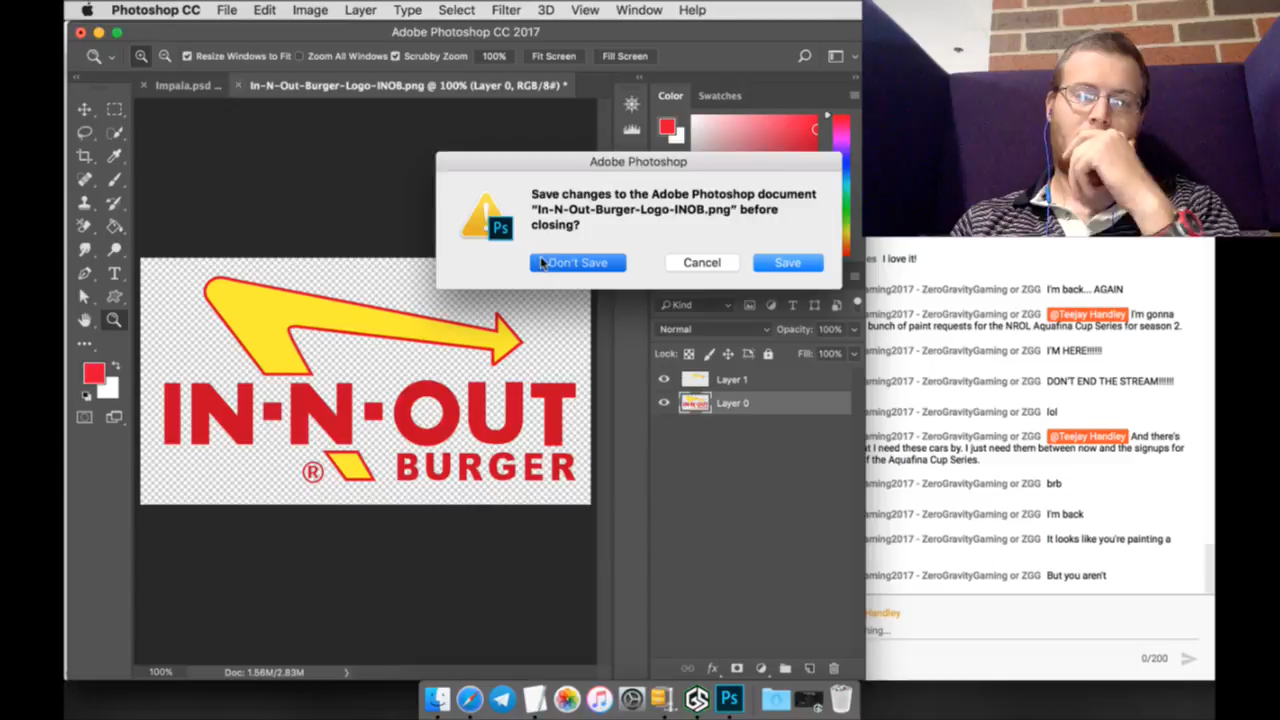 Photoshop CC File Edit Image Layer Type Select Filter 3D View Window Help
Adobe Photoshop CC 2017
Resize Windows to Fit Zoom All Windows Scrubby Zoom 100% Fit Screen Fill Screen
Impala.psd ... In-N-Out-Burger-Logo-INOB.png @ 100% (Layer 0, RGB/8#) *
Color Swatches
Adobe Photoshop
Save changes to the Adobe Photoshop document
"In-N-Out-Burger-Logo-INOB.png" before
closing?
Ps
Don't Save Cancel Save
Kind
Normal Opacity: 100%
Lock: Fill: 100%
Layer 1
Layer 0
IN-N-OUT
® BURGER
fx
100% Doc: 1.56M/2.83M
Ps
I love it!
aming2017 - ZeroGravityGaming or ZGG I'm back... AGAIN
aming2017 - ZeroGravityGaming or ZGG @Teejay Handley I'm gonna
bunch of paint requests for the NROL Aquafina Cup Series for season 2.
aming2017 - ZeroGravityGaming or ZGG I'M HERE!!!!!!
aming2017 - ZeroGravityGaming or ZGG DON'T END THE STREAM!!!!!!
aming2017 - ZeroGravityGaming or ZGG lol
aming2017 - ZeroGravityGaming or ZGG @Teejay Handley And there's
at I need these cars by. I just need them between now and the signups for
f the Aquafina Cup Series.
aming2017 - ZeroGravityGaming or ZGG brb
aming2017 - ZeroGravityGaming or ZGG I'm back
aming2017 - ZeroGravityGaming or ZGG It looks like you're painting a
aming2017 - ZeroGravityGaming or ZGG But you aren't
Handley
hing...
0/200